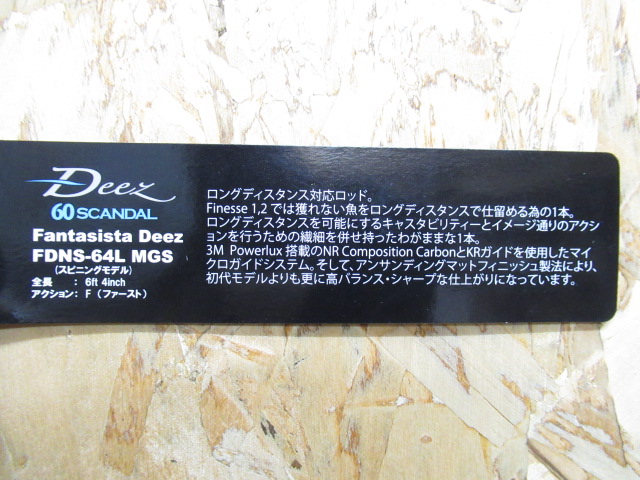 Deez
60 SCANDAL
Fantasista Deez
FDNS-64L MGS
(スピニングモデル)
全長 : 6ft 4inch
アクション: F (ファースト)
ロングディスタンス対応ロッド。
Finesse 1,2では獲れない魚をロングディスタンスで仕留める為の1本。
ロングディスタンスを可能にするキャスタビリティーとイメージ通りのアクシ
ョンを行うための繊細を併せ持ったわがままな1本。
3M Powerlux 搭載のNR Composition CarbonとKRガイドを使用したマイ
クロガイドシステム。そして、アンサンディングマットフィニッシュ製法により、
初代モデルよりも更に高バランス・シャープな仕上がりになっています。